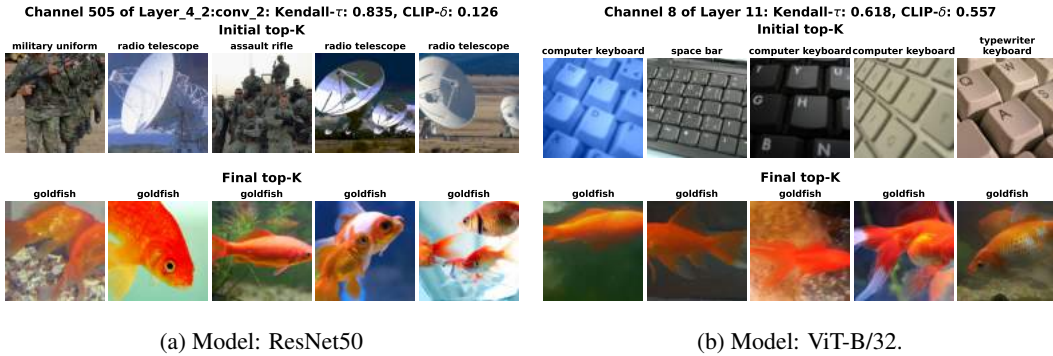 Channel 505 of Layer_4_2:conv_2: Kendall-τ: 0.835, CLIP-δ: 0.126
Initial top-K
military uniform radio telescope assault rifle radio telescope radio telescope
Final top-K
goldfish goldfish goldfish goldfish goldfish
(a) Model: ResNet50
Channel 8 of Layer 11: Kendall-τ: 0.618, CLIP-δ: 0.557
Initial top-K
computer keyboard space bar computer keyboard computer keyboard typewriter
keyboard
Final top-K
goldfish goldfish goldfish goldfish goldfish
(b) Model: ViT-B/32.